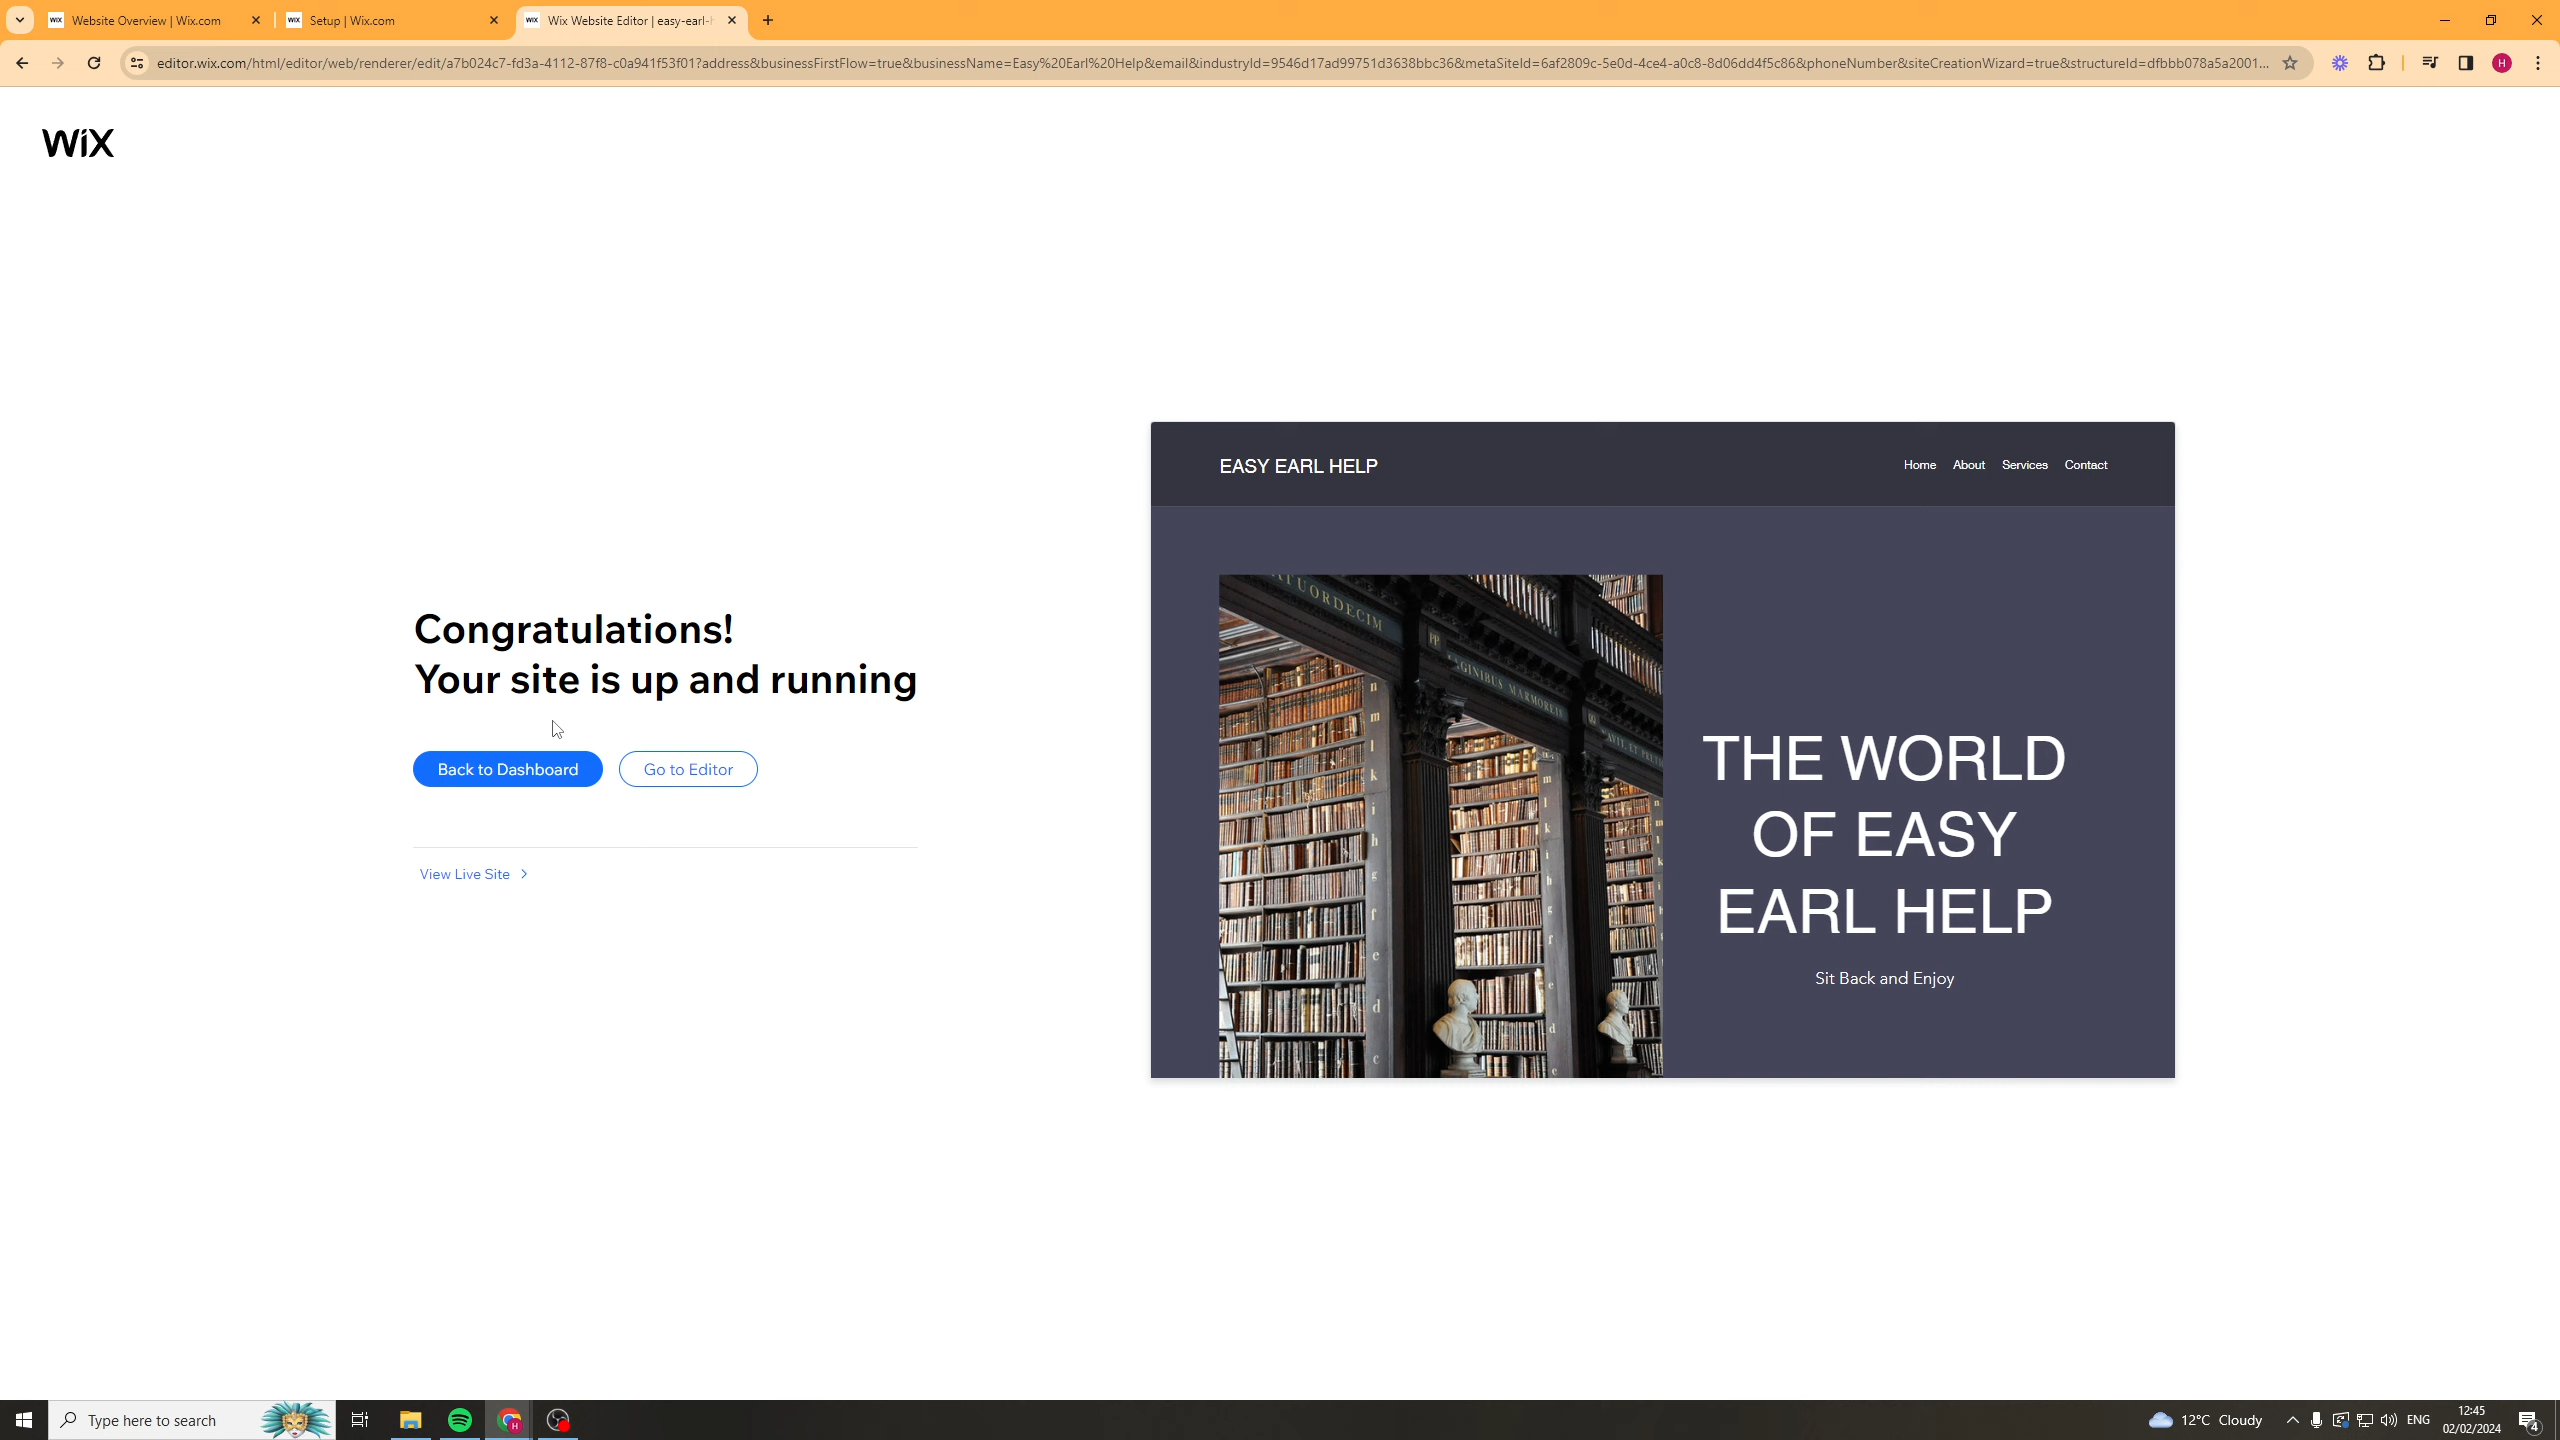 Website Overview | Wix.com
Setup | Wix.com
Wix Website Editor | easy-earl-h
editor.wix.com/html/editor/web/renderer/edit/a7b024c7-fd3a-4112-87f8-c0a941f53f01?address&businessFirstFlow=true&businessName=Easy%20Earl%20Help&email&industryId=9546d17ad99751d3638bbc36&metaSiteId=6af2809c-5e0d-4ce4-a0c8-8d06dd4f5c86&phoneNumber&siteCreationWizard=true&structureId=dfbbb078a5a2001...
H
WiX
EASY EARL HELP
Home About Services Contact
Congratulations!
Your site is up and running
Back to Dashboard
Go to Editor
View Live Site
THE WORLD
OF EASY
EARL HELP
Sit Back and Enjoy
Type here to search
12°C Cloudy
ENG
12:45
02/02/2024
4